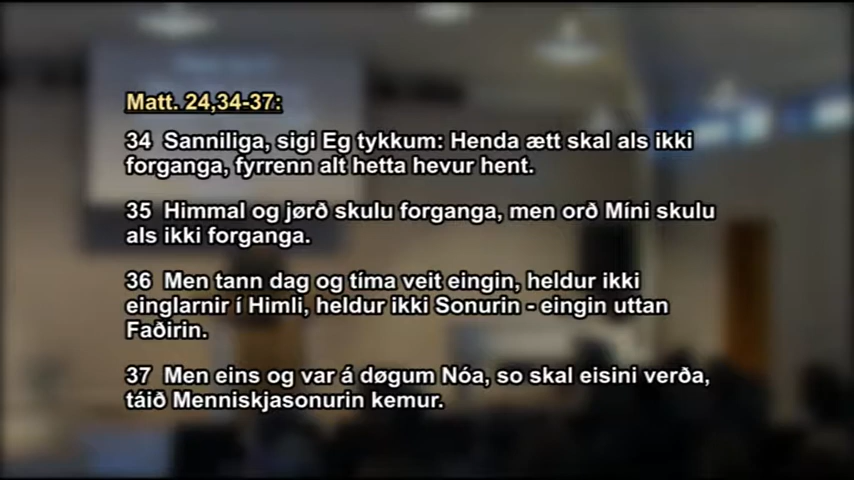 Matt. 24,34-37:
34 Sanniliga, sigi Eg tykkum: Henda ætt skal als ikki
forganga, fyrrenn alt hetta hevur hent.
35 Himmal og jørð skulu forganga, men orð Míni skulu
als ikki forganga.
36 Men tann dag og tíma veit eingin, heldur ikki
einglarnir í Himli, heldur ikki Sonurin - eingin uttan
Faðirin.
37 Men eins og var á døgum Nóa, so skal eisini verða,
táið Menniskjasonurin kemur.